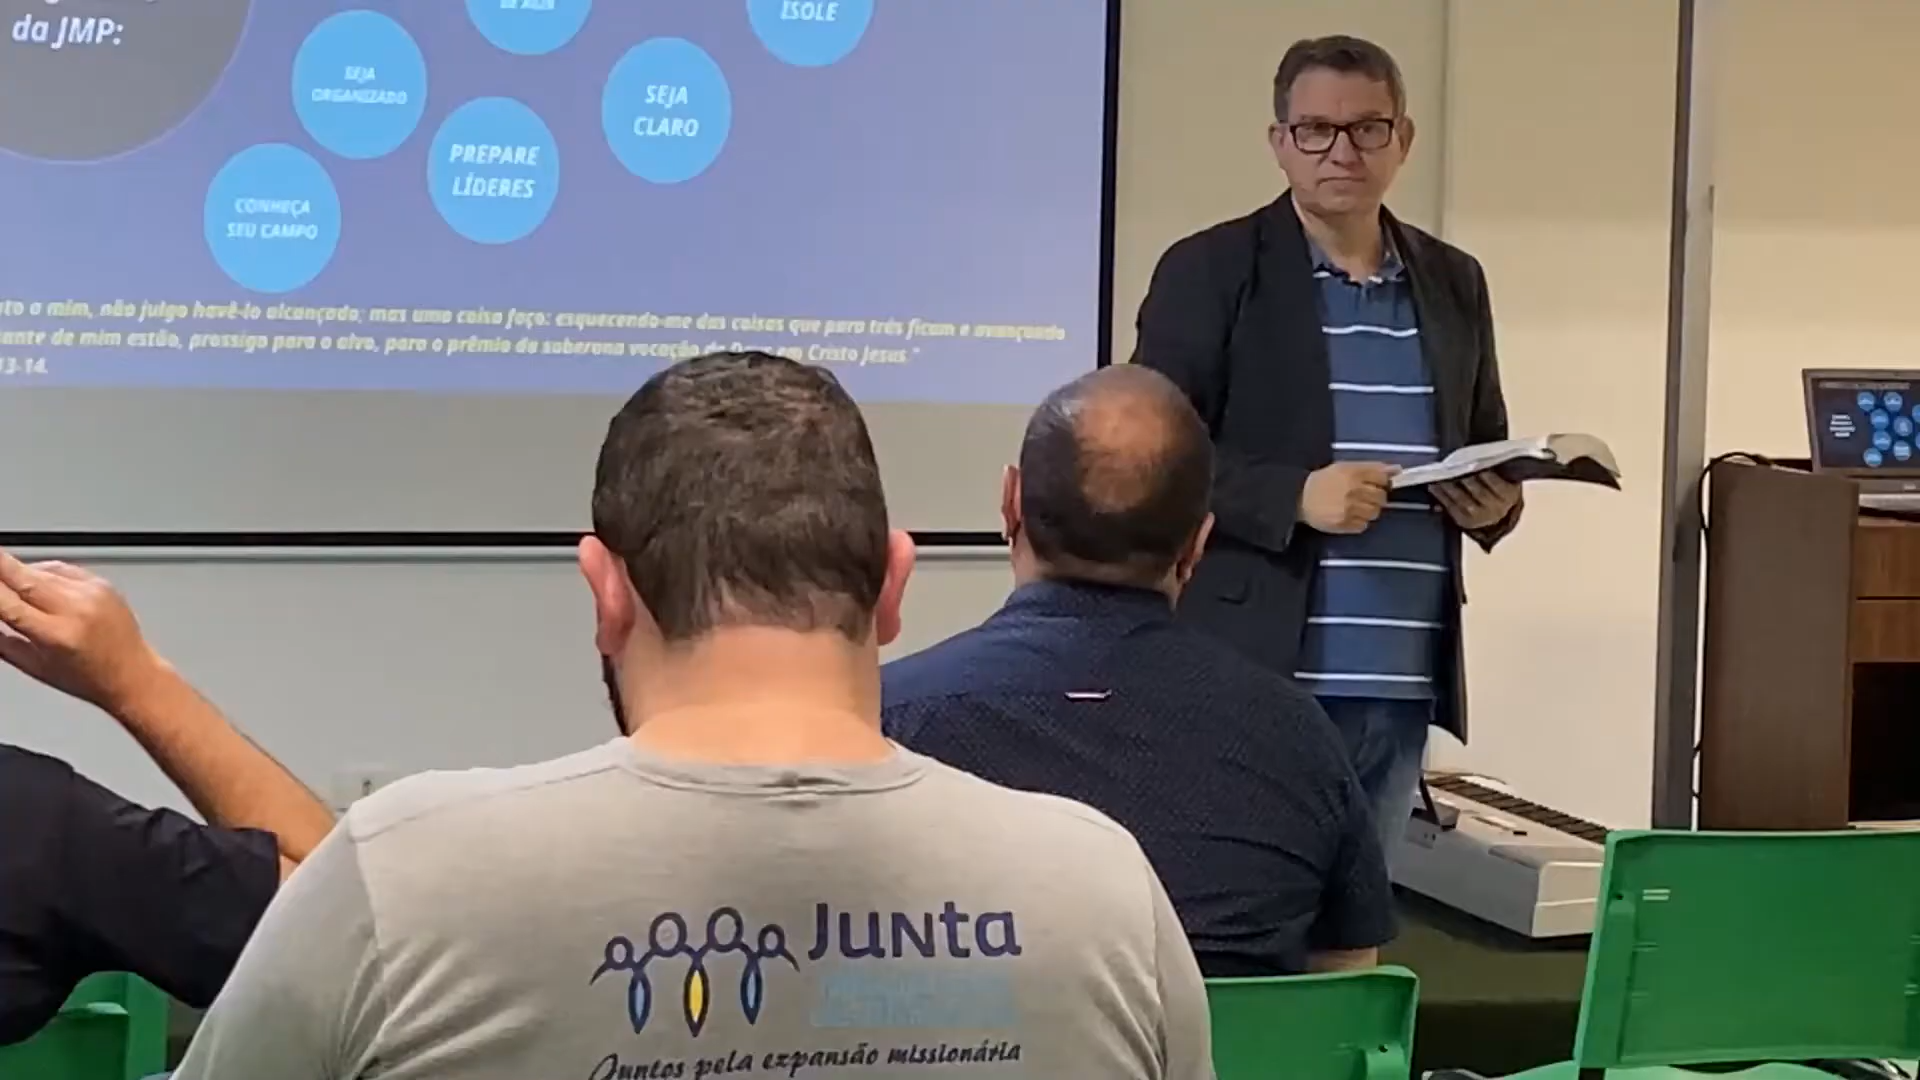 da JMP:
ISOLE
SEJA
ORGANIZADO
SEJA
CLARO
PREPARE
LÍDERES
CONHEÇA
SEU CAMPO
to a mim, não julgo havê-lo alcançado; mas uma coisa faço: esquecendo-me das coisas que para trás ficam e avançando
ante de mim estão, prossigo para o alvo, para o prêmio da soberana vocação de Deus em Cristo Jesus."
13-14.
Junta
Juntos pela expansão missionária